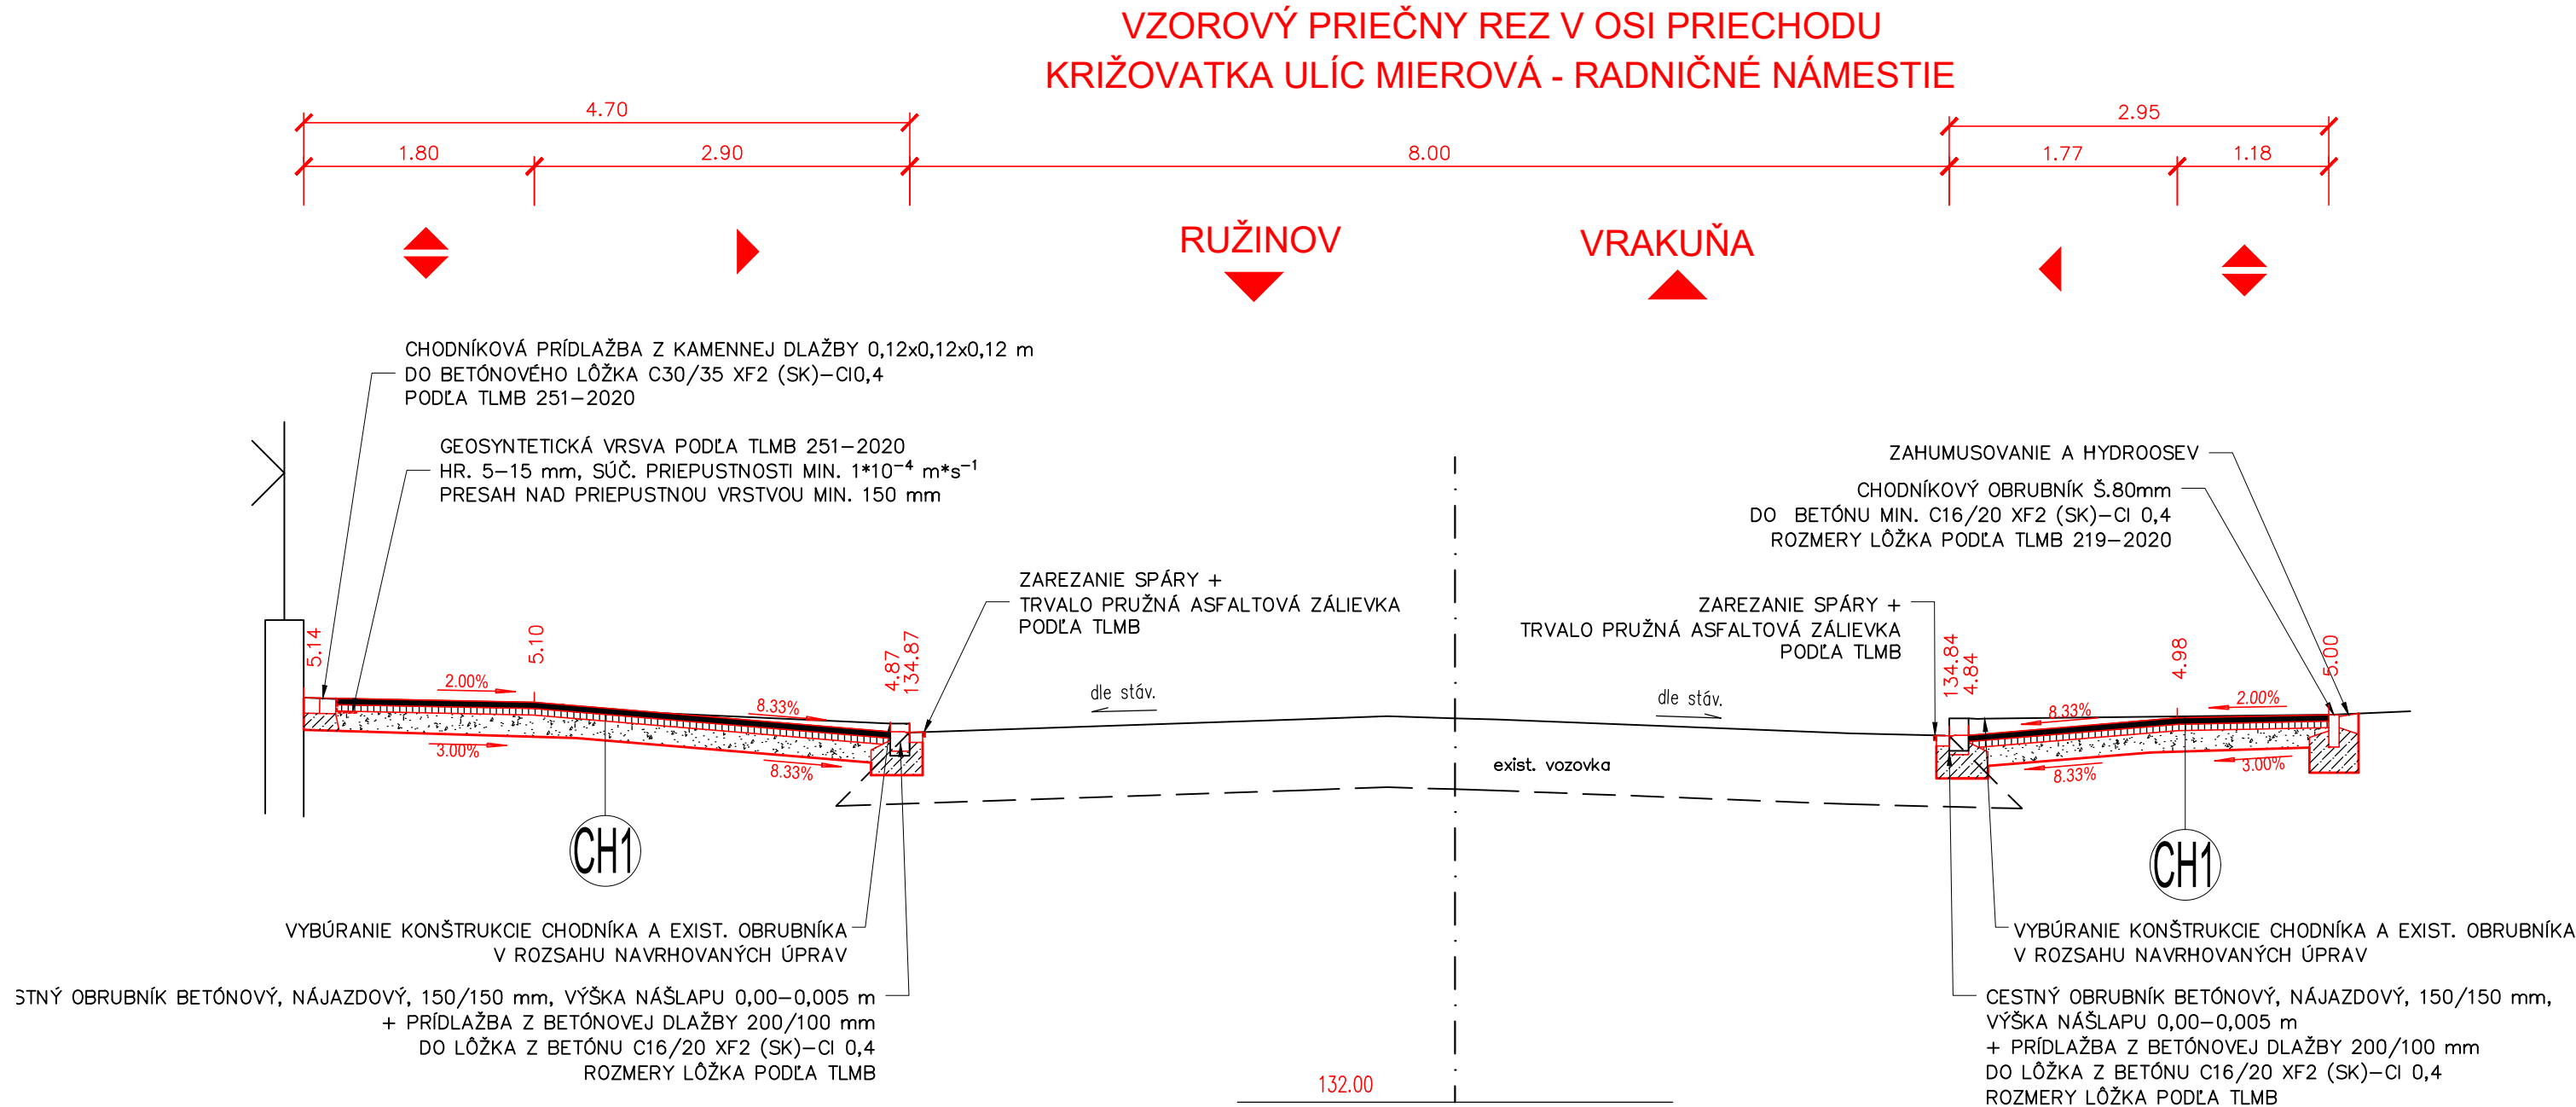 VZOROVÝ PRIEČNY REZ V OSI PRIECHODU
KRIŽOVATKA ULÍC MIEROVÁ - RADNIČNÉ NÁMESTIE
4.70
2.95
1.80
2.90
8.00
1.77
1.18
RUŽINOV
VRAKUŇA
CHODNÍKOVÁ PRÍDLAŽBA Z KAMENNEJ DLAŽBY 0,12x0,12x0,12 m
DO BETÓNOVÉHO LÔŽKA C30/35 XF2 (SK)-Cl0,4
PODĽA TLMB 251-2020
GEOSYNTETICKÁ VRSVA PODĽA TLMB 251-2020
HR. 5-15 mm, SÚČ. PRIEPUSTNOSTI MIN. 1*10⁻⁴ m*s⁻¹
PRESAH NAD PRIEPUSTNOU VRSTVOU MIN. 150 mm
ZAHUMUSOVANIE A HYDROOSEV
CHODNÍKOVÝ OBRUBNÍK Š.80mm
DO BETÓNU MIN. C16/20 XF2 (SK)-Cl 0,4
ROZMERY LÔŽKA PODĽA TLMB 219-2020
ZAREZANIE SPÁRY +
TRVALO PRUŽNÁ ASFALTOVÁ ZÁLIEVKA
PODĽA TLMB
ZAREZANIE SPÁRY +
TRVALO PRUŽNÁ ASFALTOVÁ ZÁLIEVKA
PODĽA TLMB
5.14
5.10
4.87
134.87
134.84
4.84
4.98
5.00
2.00%
8.33%
3.00%
8.33%
dle stáv.
dle stáv.
8.33%
2.00%
8.33%
3.00%
exist. vozovka
CH1
CH1
VYBÚRANIE KONŠTRUKCIE CHODNÍKA A EXIST. OBRUBNÍKA
V ROZSAHU NAVRHOVANÝCH ÚPRAV
STNÝ OBRUBNÍK BETÓNOVÝ, NÁJAZDOVÝ, 150/150 mm, VÝŠKA NÁŠLAPU 0,00-0,005 m
+ PRÍDLAŽBA Z BETÓNOVEJ DLAŽBY 200/100 mm
DO LÔŽKA Z BETÓNU C16/20 XF2 (SK)-Cl 0,4
ROZMERY LÔŽKA PODĽA TLMB
VYBÚRANIE KONŠTRUKCIE CHODNÍKA A EXIST. OBRUBNÍKA
V ROZSAHU NAVRHOVANÝCH ÚPRAV
CESTNÝ OBRUBNÍK BETÓNOVÝ, NÁJAZDOVÝ, 150/150 mm,
VÝŠKA NÁŠLAPU 0,00-0,005 m
+ PRÍDLAŽBA Z BETÓNOVEJ DLAŽBY 200/100 mm
DO LÔŽKA Z BETÓNU C16/20 XF2 (SK)-Cl 0,4
ROZMERY LÔŽKA PODĽA TLMB
132.00